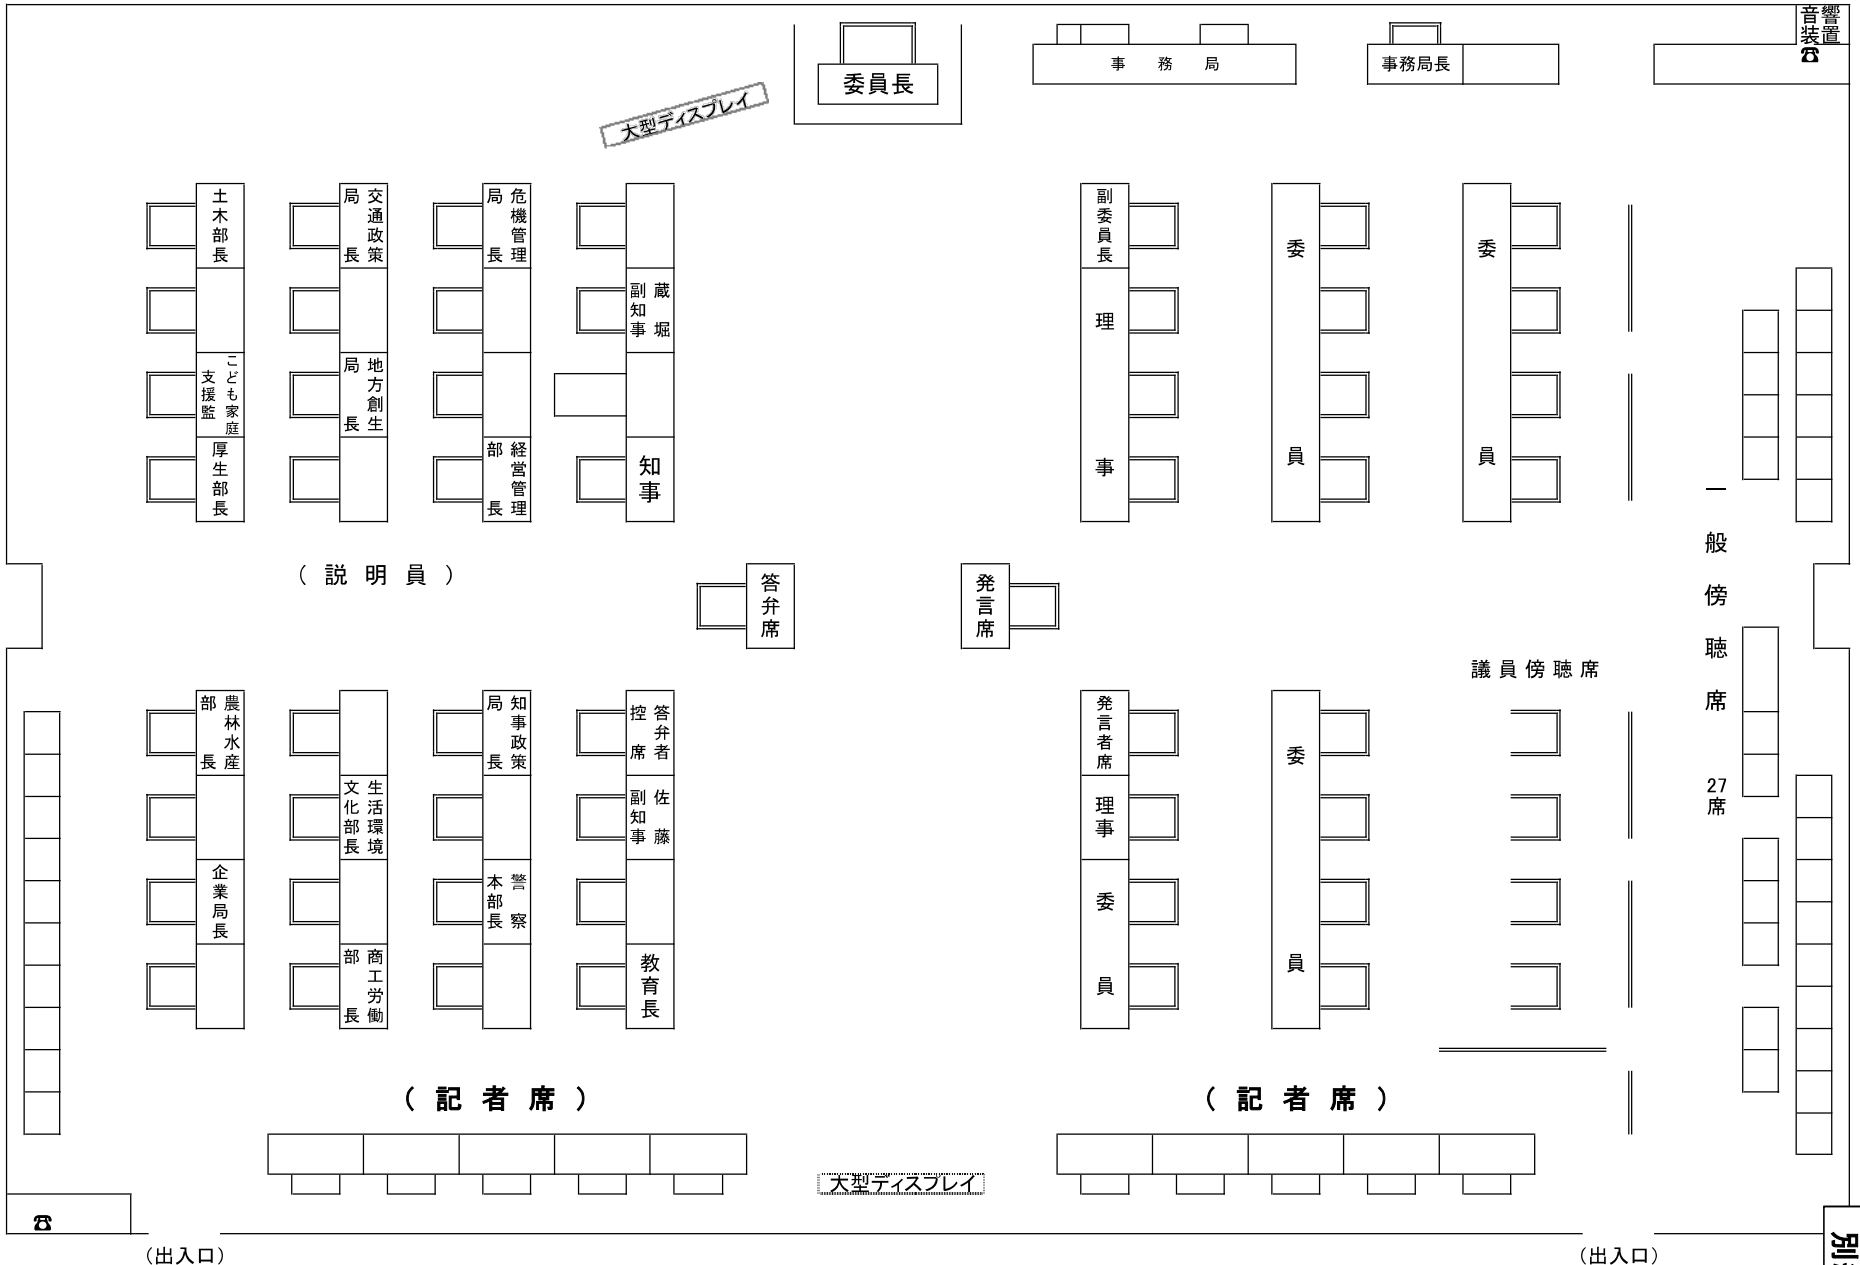 音響
装置
☎
委員長
事務局
事務局長
大型ディスプレイ
土木部長
交通政策
局長
危機管理
局長
副委員長
委員
委員
蔵堀
副知事
理事
こども家庭
支援監
地方創生
局長
厚生部長
経営管理
部長
知事
(説明員)
答弁席
発言席
一般傍聴席 27席
議員傍聴席
農林水産
部長
知事政策
局長
答弁者
控席
発言者席
委員
生活環境
文化部長
佐藤
副知事
理事
企業局長
警察
本部長
委員
商工労働
部長
教育長
(記者席)
(記者席)
大型ディスプレイ
☎
(出入口)
(出入口)
別